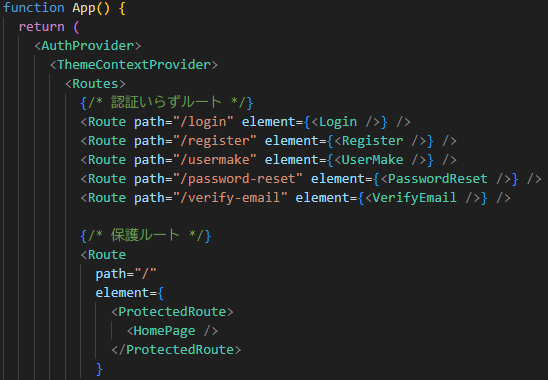 function App() {
  return (
    <AuthProvider>
      <ThemeContextProvider>
        <Routes>
          {/* 認証いらずルート */}
          <Route path="/login" element={<Login />} />
          <Route path="/register" element={<Register />} />
          <Route path="/usermake" element={<UserMake />} />
          <Route path="/password-reset" element={<PasswordReset />} />
          <Route path="/verify-email" element={<VerifyEmail />} />

          {/* 保護ルート */}
          <Route
            path="/"
            element={
              <ProtectedRoute>
                <HomePage />
              </ProtectedRoute>
            }